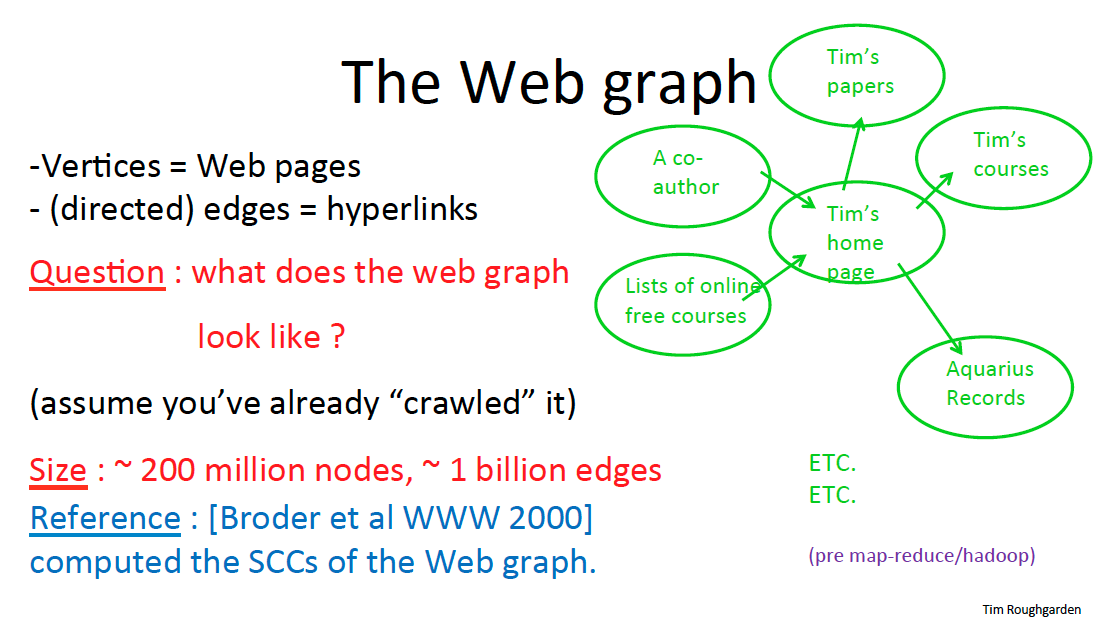 The Web graph
-Vertices = Web pages
- (directed) edges = hyperlinks
Question : what does the web graph
look like ?
(assume you’ve already “crawled” it)
Size : ~ 200 million nodes, ~ 1 billion edges
Reference : [Broder et al WWW 2000]
computed the SCCs of the Web graph.
Tim’s
papers
A co-
author
Tim’s
courses
Tim’s
home
page
Lists of online
free courses
Aquarius
Records
ETC.
ETC.
(pre map-reduce/hadoop)
Tim Roughgarden